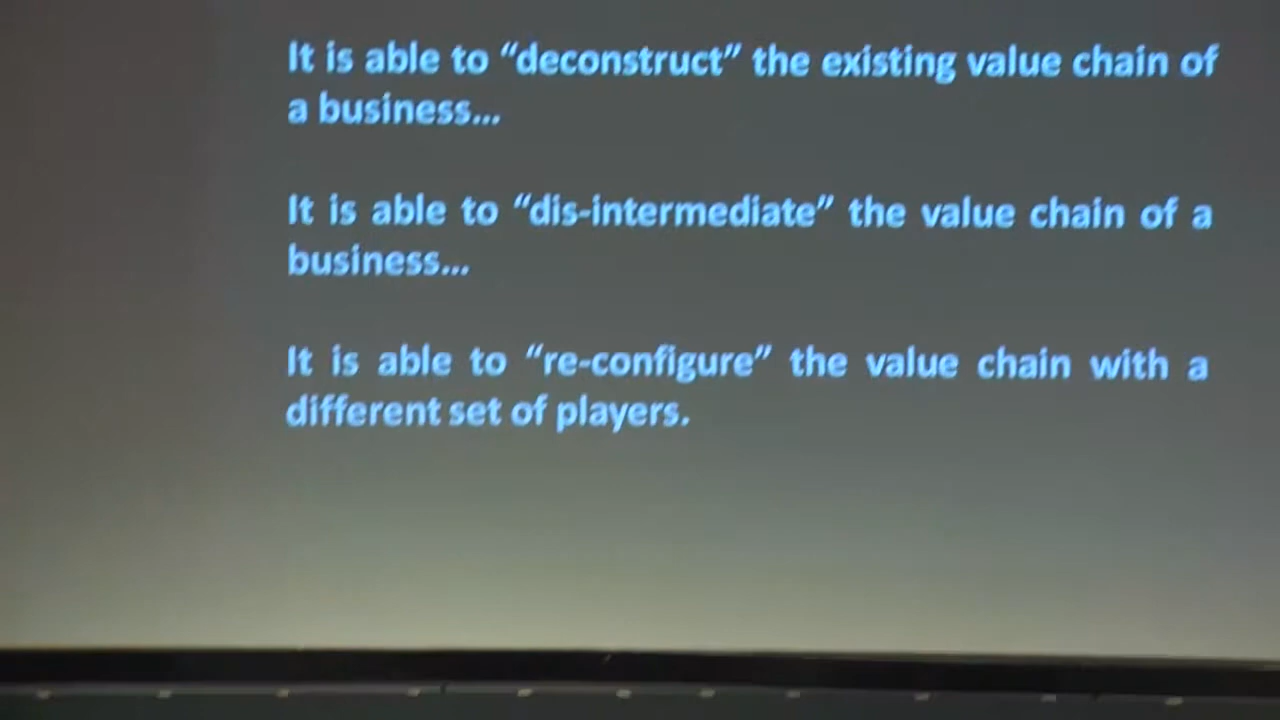 It is able to “deconstruct” the existing value chain of
a business...
It is able to “dis-intermediate” the value chain of a
business...
It is able to “re-configure” the value chain with a
different set of players.